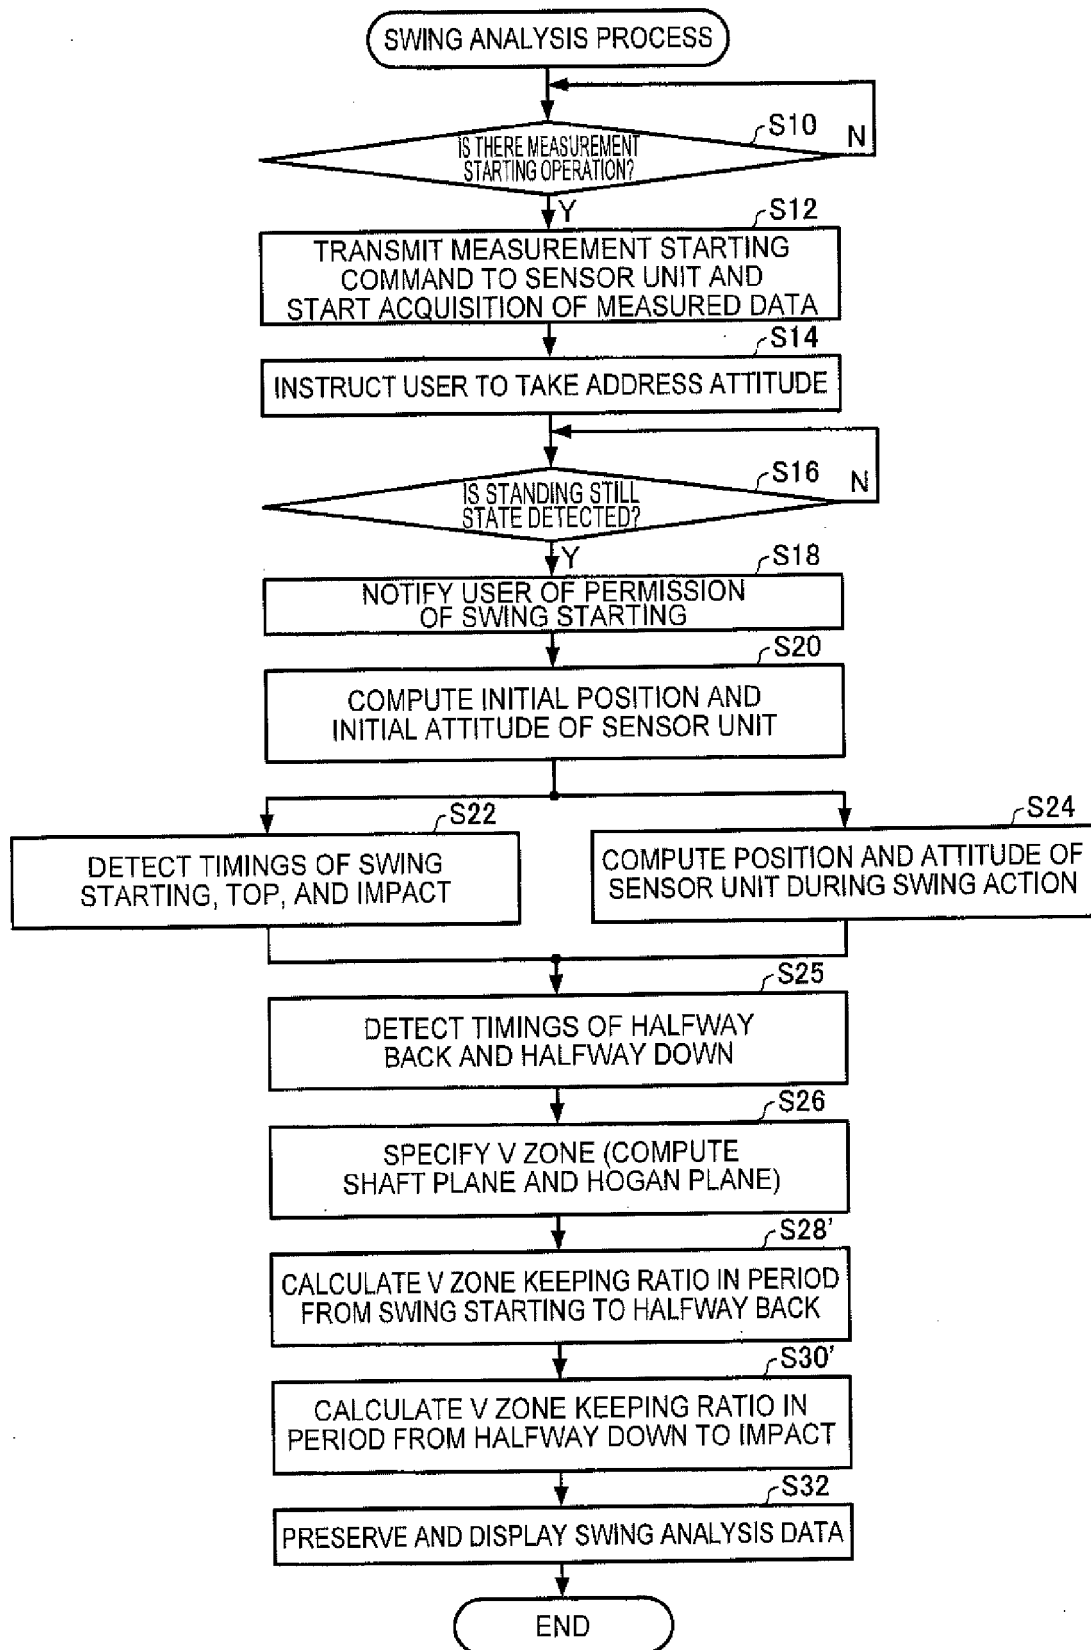 SWING ANALYSIS PROCESS
S10
N
IS THERE MEASUREMENT
STARTING OPERATION?
Y
S12
TRANSMIT MEASUREMENT STARTING
COMMAND TO SENSOR UNIT AND
START ACQUISITION OF MEASURED DATA
S14
INSTRUCT USER TO TAKE ADDRESS ATTITUDE
S16
N
IS STANDING STILL
STATE DETECTED?
Y
S18
NOTIFY USER OF PERMISSION
OF SWING STARTING
S20
COMPUTE INITIAL POSITION AND
INITIAL ATTITUDE OF SENSOR UNIT
S22
DETECT TIMINGS OF SWING
STARTING, TOP, AND IMPACT
S24
COMPUTE POSITION AND ATTITUDE OF
SENSOR UNIT DURING SWING ACTION
S25
DETECT TIMINGS OF HALFWAY
BACK AND HALFWAY DOWN
S26
SPECIFY V ZONE (COMPUTE
SHAFT PLANE AND HOGAN PLANE)
S28'
CALCULATE V ZONE KEEPING RATIO IN PERIOD
FROM SWING STARTING TO HALFWAY BACK
S30'
CALCULATE V ZONE KEEPING RATIO IN
PERIOD FROM HALFWAY DOWN TO IMPACT
S32
PRESERVE AND DISPLAY SWING ANALYSIS DATA
END